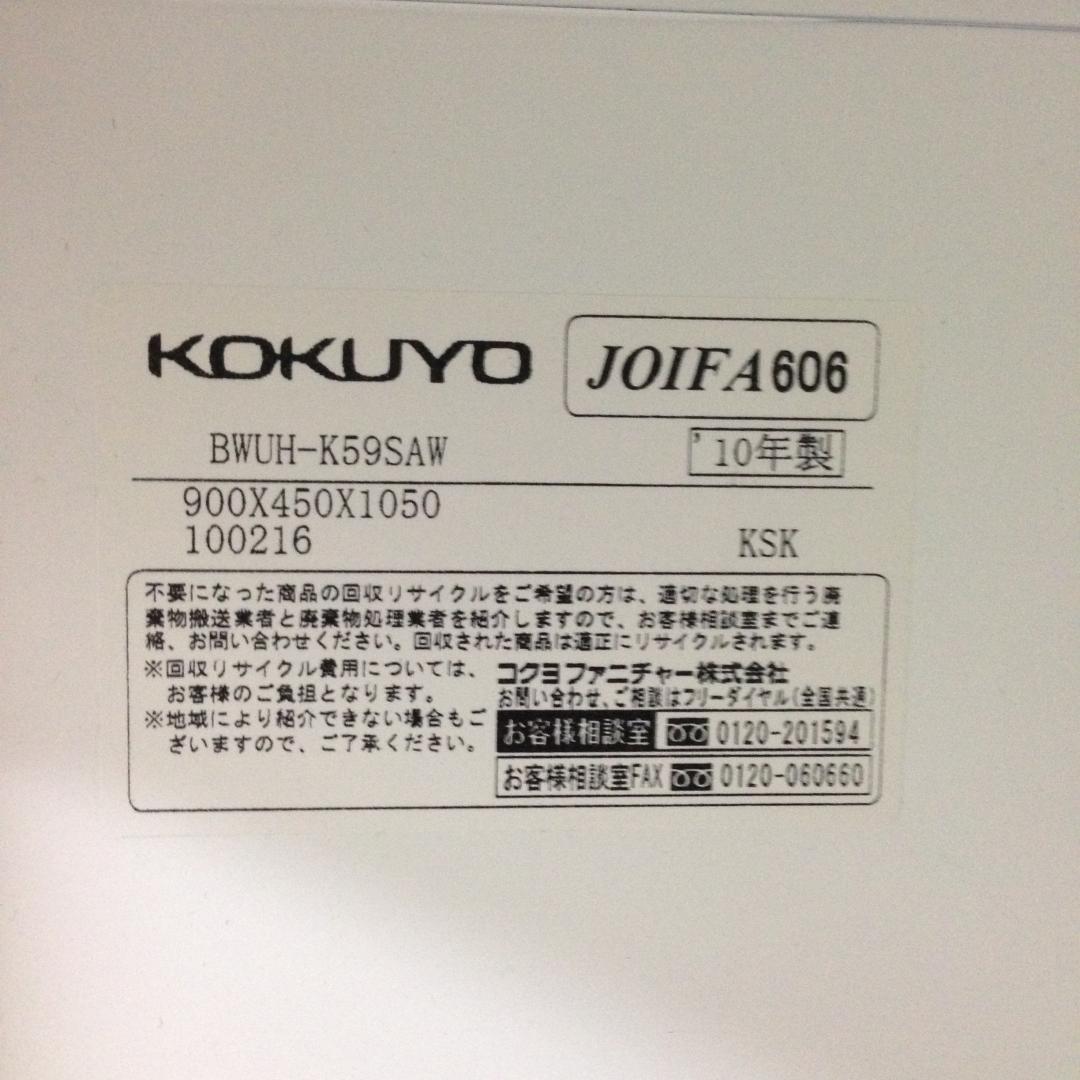 KOKUYO JOIFA606
BWUH-K59SAW '10年製
900X450X1050
100216 KSK
不要になった商品の回収リサイクルをご希望の方は、適切な処理を行う廃
棄物搬送業者と廃棄物処理業者を紹介しますので、お客様相談室までご連
絡、お問い合わせください。回収された商品は適正にリサイクルされます。
※回収リサイクル費用については、
お客様のご負担となります。
※地域により紹介できない場合もご
ざいますので、ご了承ください。
コクヨファニチャー株式会社
お問い合わせ、ご相談はフリーダイヤル(全国共通)
お客様相談室 0120-201594
お客様相談室FAX 0120-060660